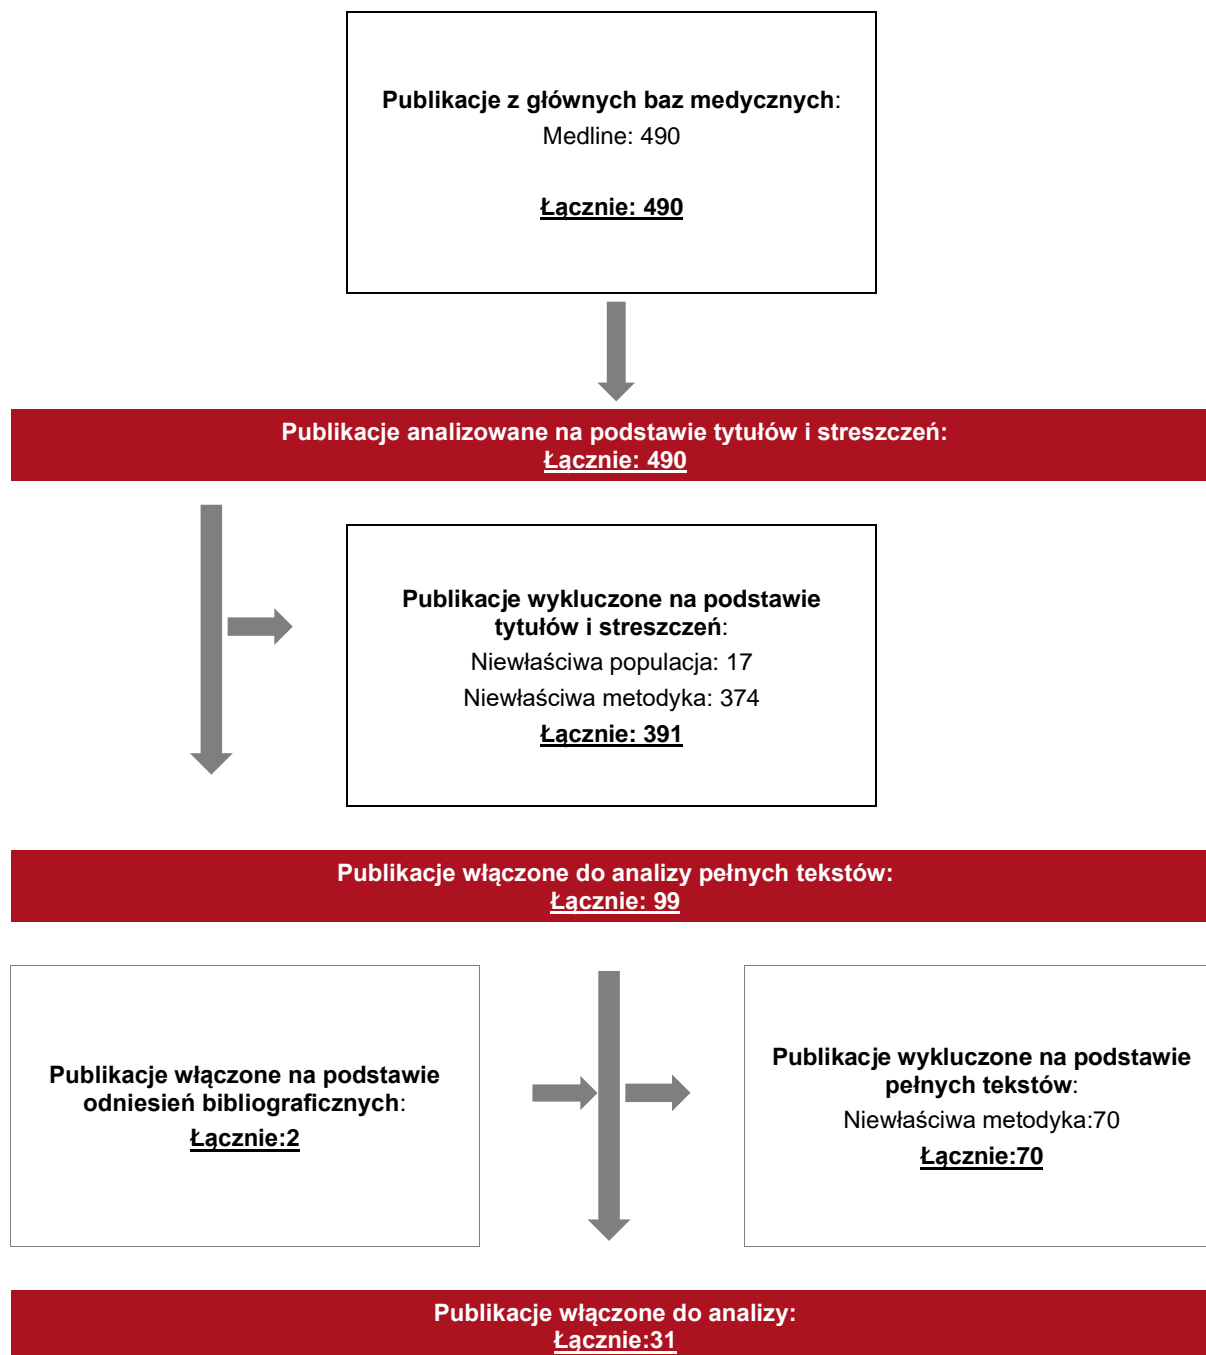 Publikacje z głównych baz medycznych:
Medline: 490
Łącznie: 490
Publikacje analizowane na podstawie tytułów i streszczeń:
Łącznie: 490
Publikacje wykluczone na podstawie
tytułów i streszczeń:
Niewłaściwa populacja: 17
Niewłaściwa metodyka: 374
Łącznie: 391
Publikacje włączone do analizy pełnych tekstów:
Łącznie: 99
Publikacje włączone na podstawie
odniesień bibliograficznych:
Łącznie:2
Publikacje wykluczone na podstawie
pełnych tekstów:
Niewłaściwa metodyka:70
Łącznie:70
Publikacje włączone do analizy:
Łącznie:31